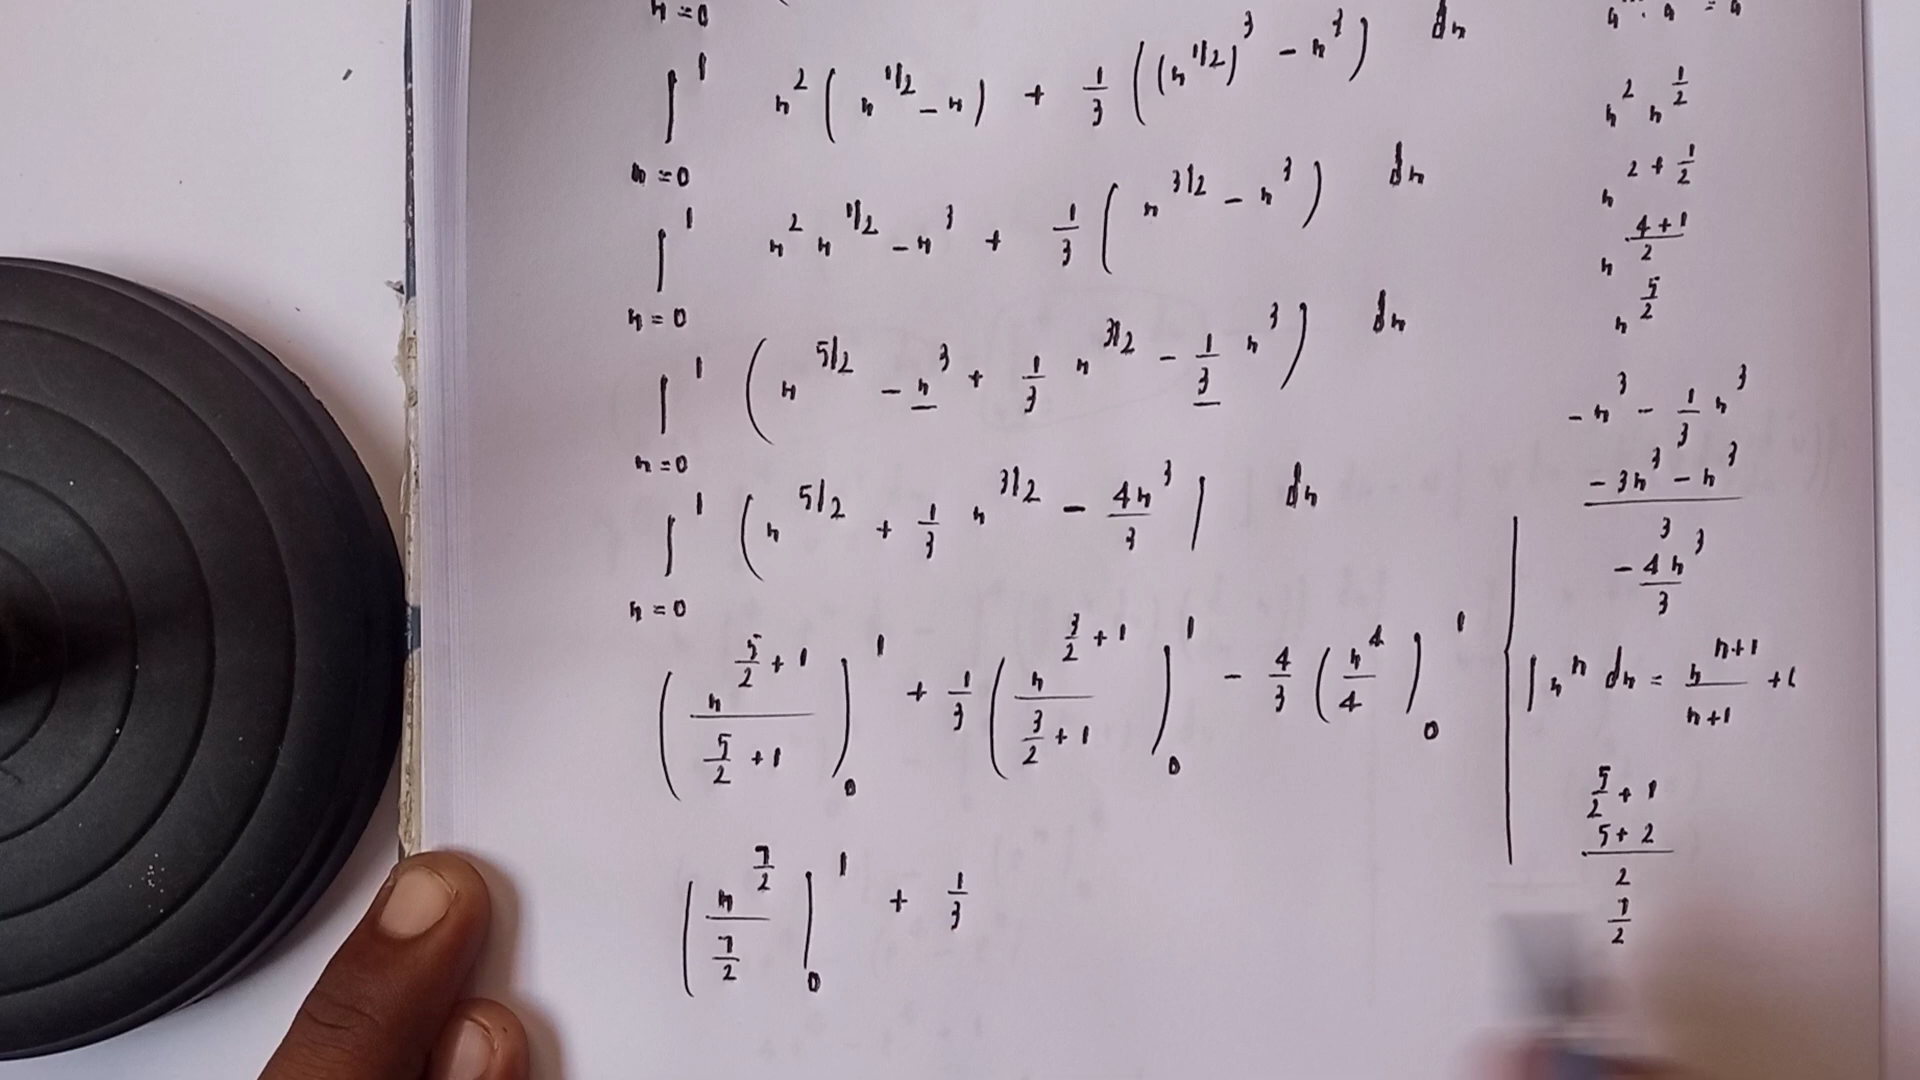 x=0
∫¹ x²(x^{1/2} - x) + 1/3((x^{1/2})³ - x³) dx
x=0
∫¹ x² x^{1/2} - x³ + 1/3(x^{3/2} - x³) dx
x=0
∫¹ (x^{5/2} - x³ + 1/3 x^{3/2} - 1/3 x³) dx
x=0
∫¹ (x^{5/2} + 1/3 x^{3/2} - 4x³/3) dx
x=0
(x^{5/2 + 1}/(5/2 + 1))₀¹ + 1/3 (x^{3/2 + 1}/(3/2 + 1))₀¹ - 4/3 (x⁴/4)₀¹
(x^{7/2}/(7/2))₀¹ + 1/3
x² x^{1/2}
x^{2 + 1/2}
x^{(4+1)/2}
x^{5/2}
-x³ - 1/3 x³
(-3x³ - x³)/3
-4x³/3
∫xⁿ dx = x^{n+1}/(n+1) + c
5/2 + 1
(5+2)/2
7/2